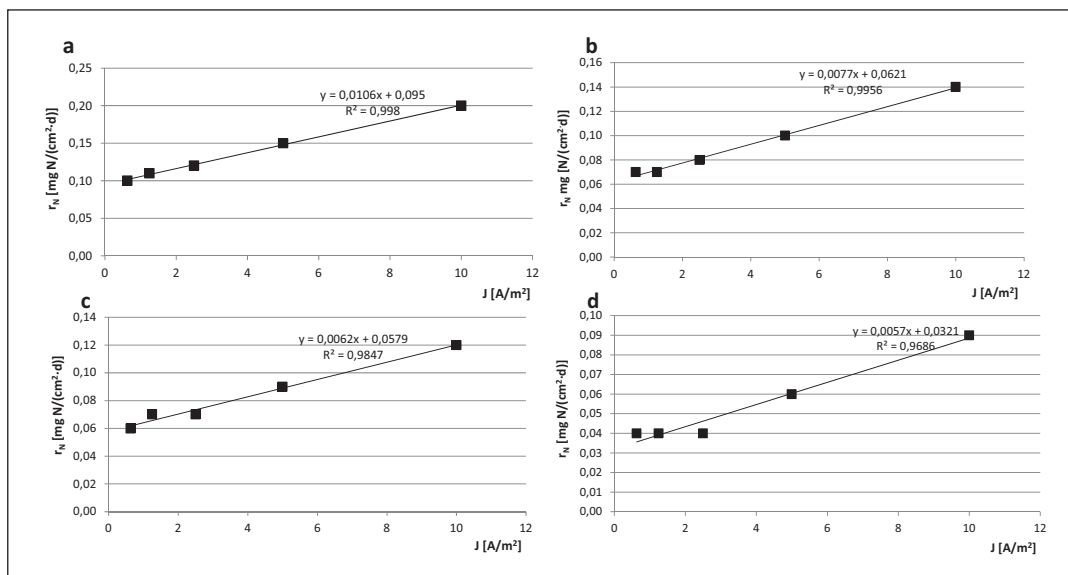 a
r_N [mg N/(cm²·d)]
0,25
0,20
0,15
0,10
0,05
0,00
y = 0,0106x + 0,095
R² = 0,998
0 2 4 6 8 10 12
J [A/m²]
b
r_N mg [N/(cm²·d)]
0,16
0,14
0,12
0,10
0,08
0,06
0,04
0,02
0,00
y = 0,0077x + 0,0621
R² = 0,9956
0 2 4 6 8 10 12
J [A/m²]
c
r_N [mg N/(cm²·d)]
0,14
0,12
0,10
0,08
0,06
0,04
0,02
0,00
y = 0,0062x + 0,0579
R² = 0,9847
0 2 4 6 8 10 12
J [A/m²]
d
r_N [mg N/(cm²·d)]
0,10
0,09
0,08
0,07
0,06
0,05
0,04
0,03
0,02
0,01
0,00
y = 0,0057x + 0,0321
R² = 0,9686
0 2 4 6 8 10 12
J [A/m²]